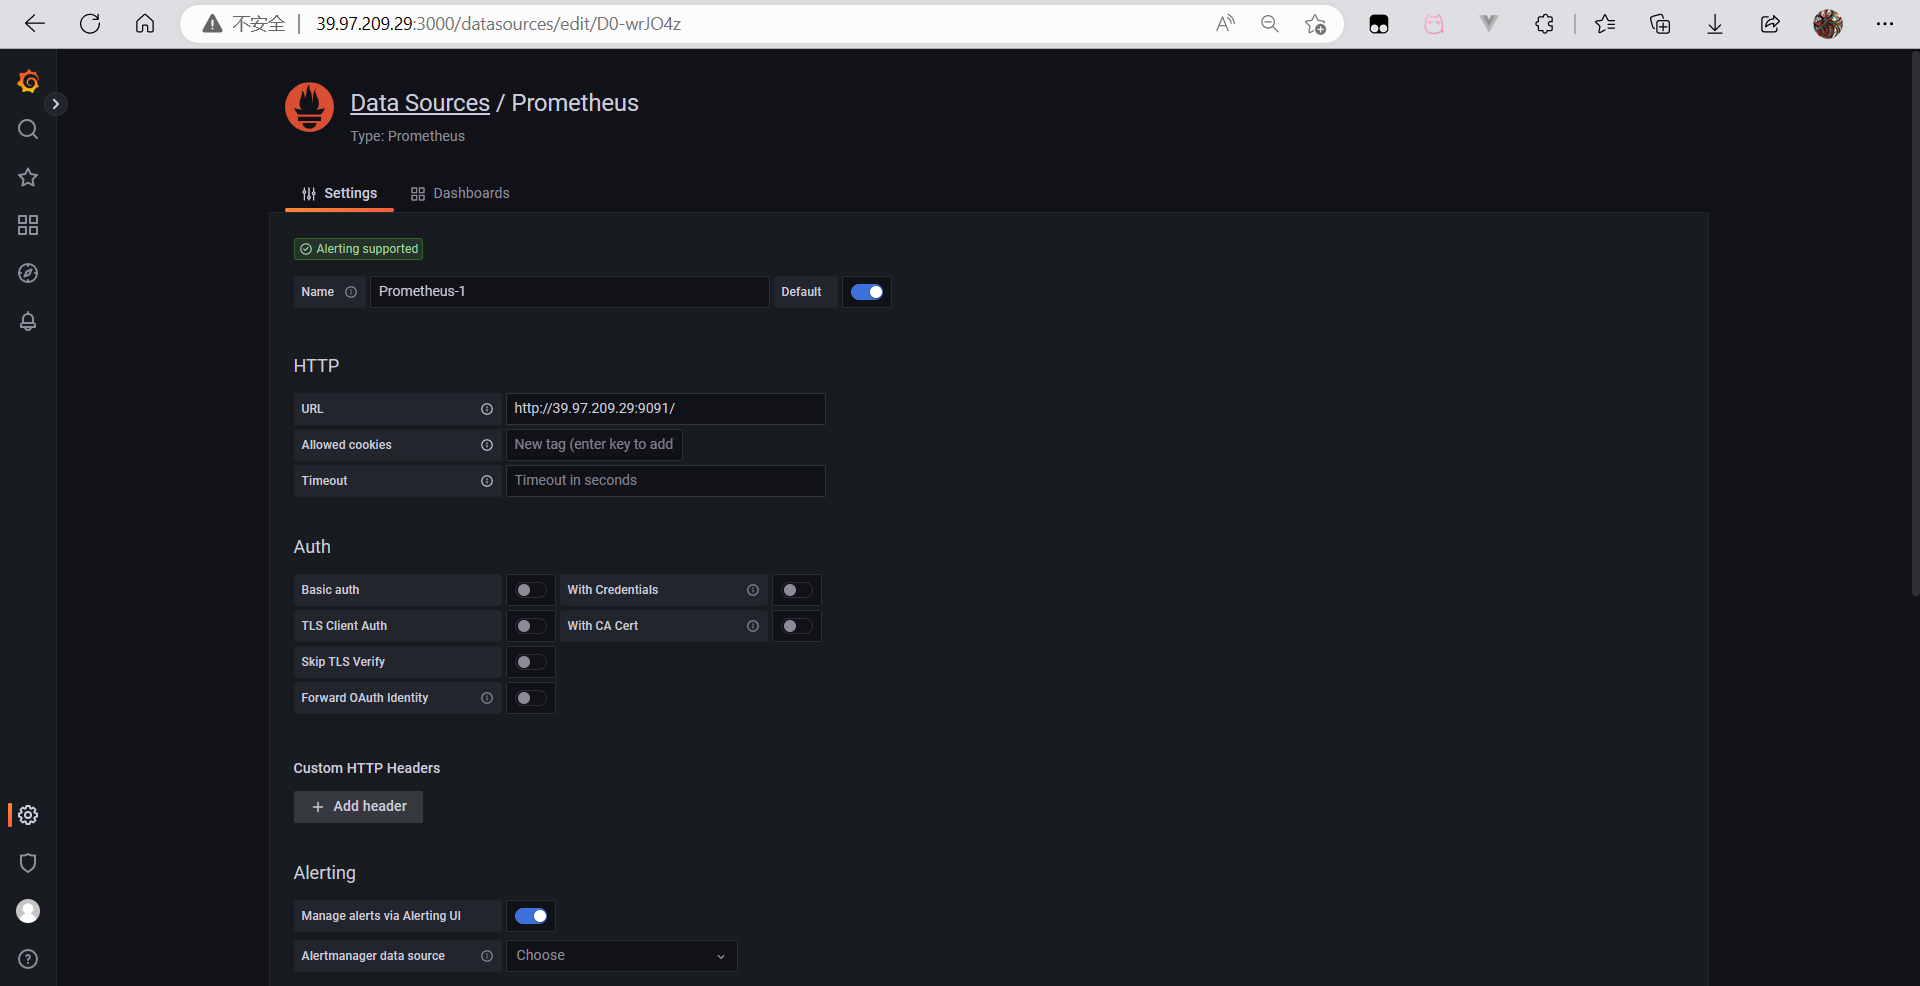 不安全 39.97.209.29:3000/datasources/edit/D0-wrJO4z
Data Sources / Prometheus
Type: Prometheus
Settings Dashboards
Alerting supported
Name Prometheus-1 Default
HTTP
URL http://39.97.209.29:9091/
Allowed cookies New tag (enter key to add
Timeout Timeout in seconds
Auth
Basic auth With Credentials
TLS Client Auth With CA Cert
Skip TLS Verify
Forward OAuth Identity
Custom HTTP Headers
+ Add header
Alerting
Manage alerts via Alerting UI
Alertmanager data source Choose